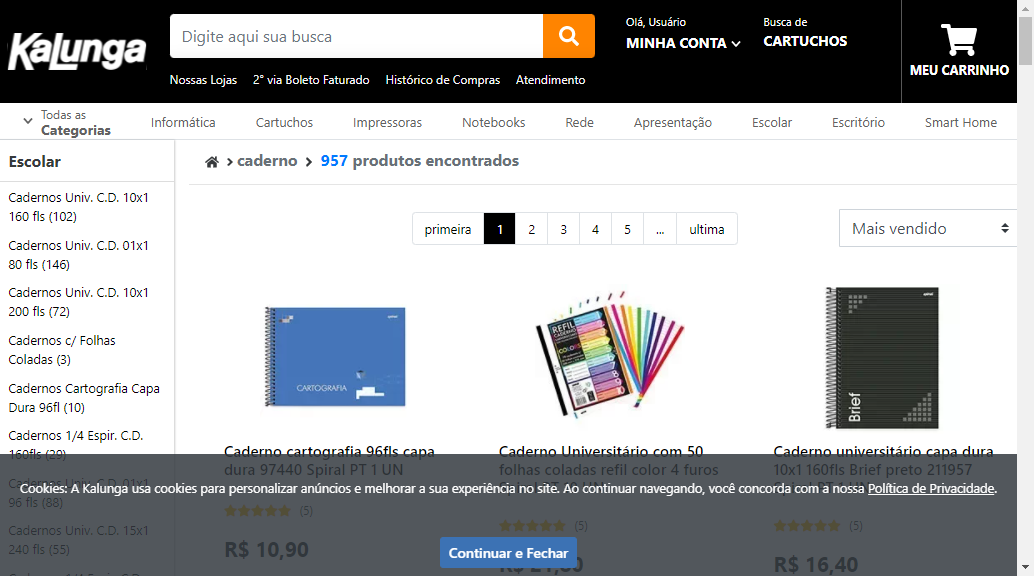 Kalunga
Digite aqui sua busca
Olá, Usuário
MINHA CONTA
Busca de
CARTUCHOS
MEU CARRINHO
Nossas Lojas
2° via Boleto Faturado
Histórico de Compras
Atendimento
Todas as
Categorias
Informática
Cartuchos
Impressoras
Notebooks
Rede
Apresentação
Escolar
Escritório
Smart Home
Escolar
Cadernos Univ. C.D. 10x1
160 fls (102)
Cadernos Univ. C.D. 01x1
80 fls (146)
Cadernos Univ. C.D. 10x1
200 fls (72)
Cadernos c/ Folhas
Coladas (3)
Cadernos Cartografia Capa
Dura 96fl (10)
Cadernos 1/4 Espir. C.D.
160fls (29)
Cadernos Univ. C.D. 01x1
96 fls (88)
Cadernos Univ. C.D. 15x1
240 fls (55)
caderno
957 produtos encontrados
primeira
1
2
3
4
5
...
ultima
Mais vendido
CARTOGRAFIA
REFIL
CADERNO
Brief
Caderno cartografia 96fls capa
dura 97440 Spiral PT 1 UN
(5)
R$ 10,90
Caderno Universitário com 50
folhas coladas refil color 4 furos
(5)
Caderno universitário capa dura
10x1 160fls Brief preto 211957
(5)
R$ 16,40
Cookies: A Kalunga usa cookies para personalizar anúncios e melhorar a sua experiência no site. Ao continuar navegando, você concorda com a nossa Política de Privacidade.
Continuar e Fechar